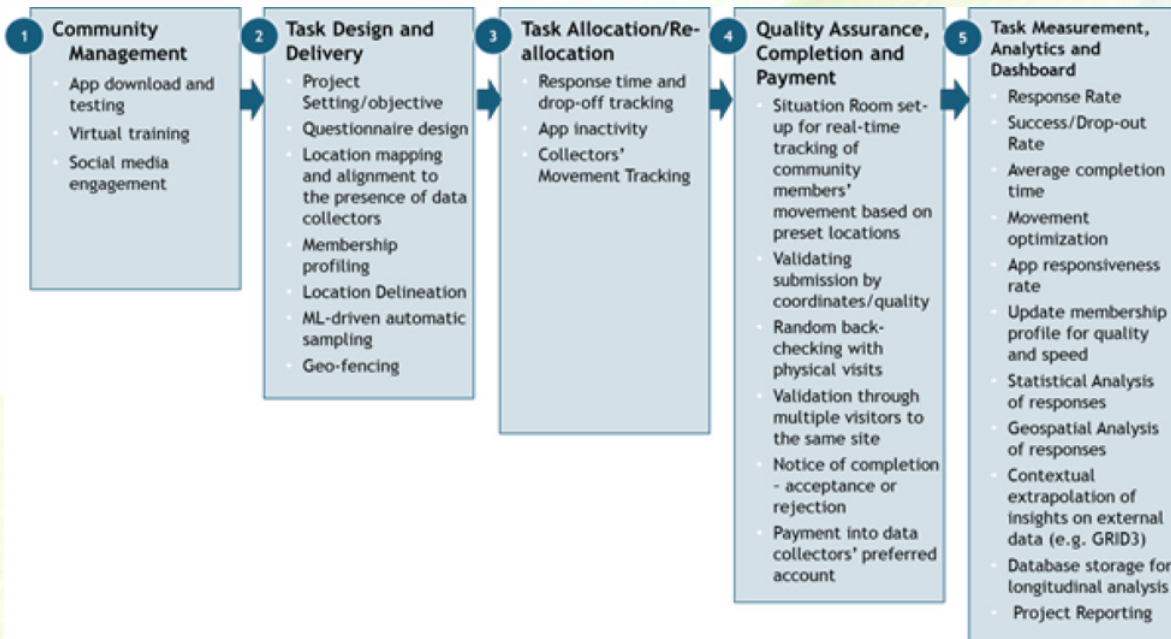 1
Community
Management
App download and
testing
Virtual training
Social media
engagement
2
Task Design and
Delivery
Project
Setting/objective
Questionnaire design
Location mapping
and alignment to
the presence of data
collectors
Membership
profiling
Location Delineation
ML-driven automatic
sampling
Geo-fencing
3
Task Allocation/Re-
allocation
Response time and
drop-off tracking
App inactivity
Collectors'
Movement Tracking
4
Quality Assurance,
Completion and
Payment
Situation Room set-
up for real-time
tracking of
community
members'
movement based on
preset locations
Validating
submission by
coordinates/quality
Random back-
checking with
physical visits
Validation through
multiple visitors to
the same site
Notice of completion
- acceptance or
rejection
Payment into data
collectors' preferred
account
5
Task Measurement,
Analytics and
Dashboard
Response Rate
Success/Drop-out
Rate
Average completion
time
Movement
optimization
App responsiveness
rate
Update membership
profile for quality
and speed
Statistical Analysis
of responses
Geospatial Analysis
of responses
Contextual
extrapolation of
insights on external
data (e.g. GRID3)
Database storage for
longitudinal analysis
Project Reporting